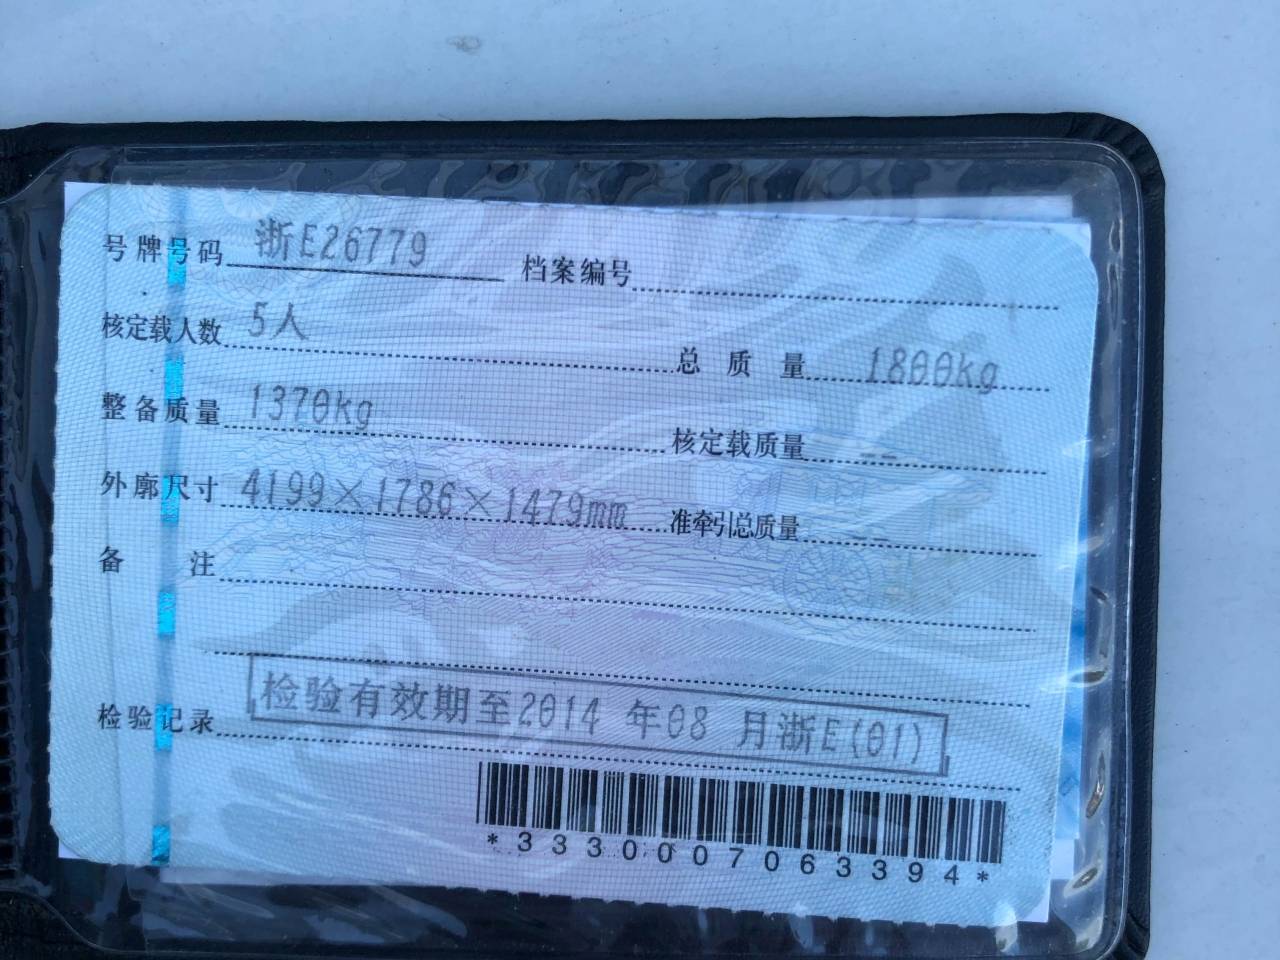 号牌号码 浙E26779 档案编号
核定载人数 5人 总质量 1800kg
整备质量 1370kg 核定载质量 --
外廓尺寸 4199×1786×1479mm 准牵引总质量 --
备注
检验记录 检验有效期至2014 年08 月浙E(01)
*3330007063394*